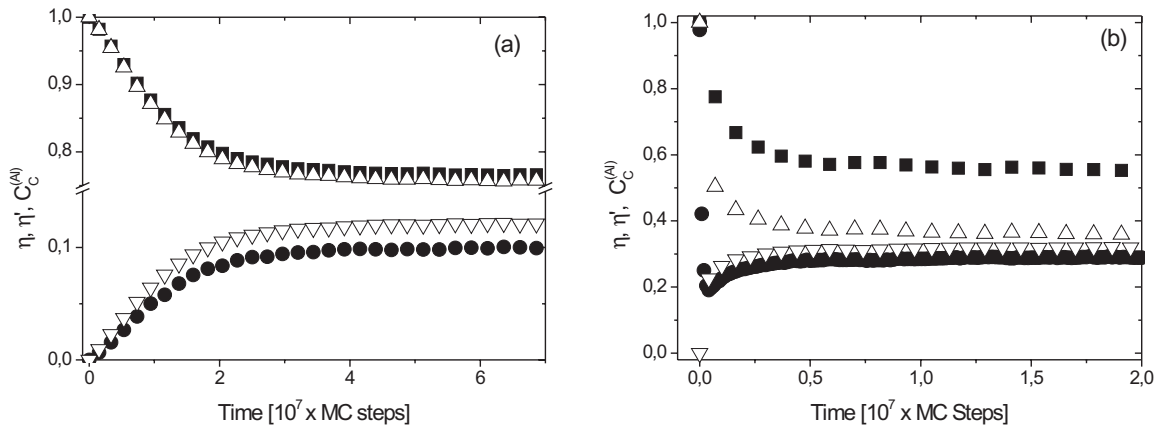 (a)
1,0
0,9
0,8
0,1
0,0
η, η', C_C^(Al)
0 2 4 6
Time [10^7 x MC steps]
(b)
1,0
0,8
0,6
0,4
0,2
0,0
η, η', C_C^(Al)
0,0 0,5 1,0 1,5 2,0
Time [10^7 x MC Steps]